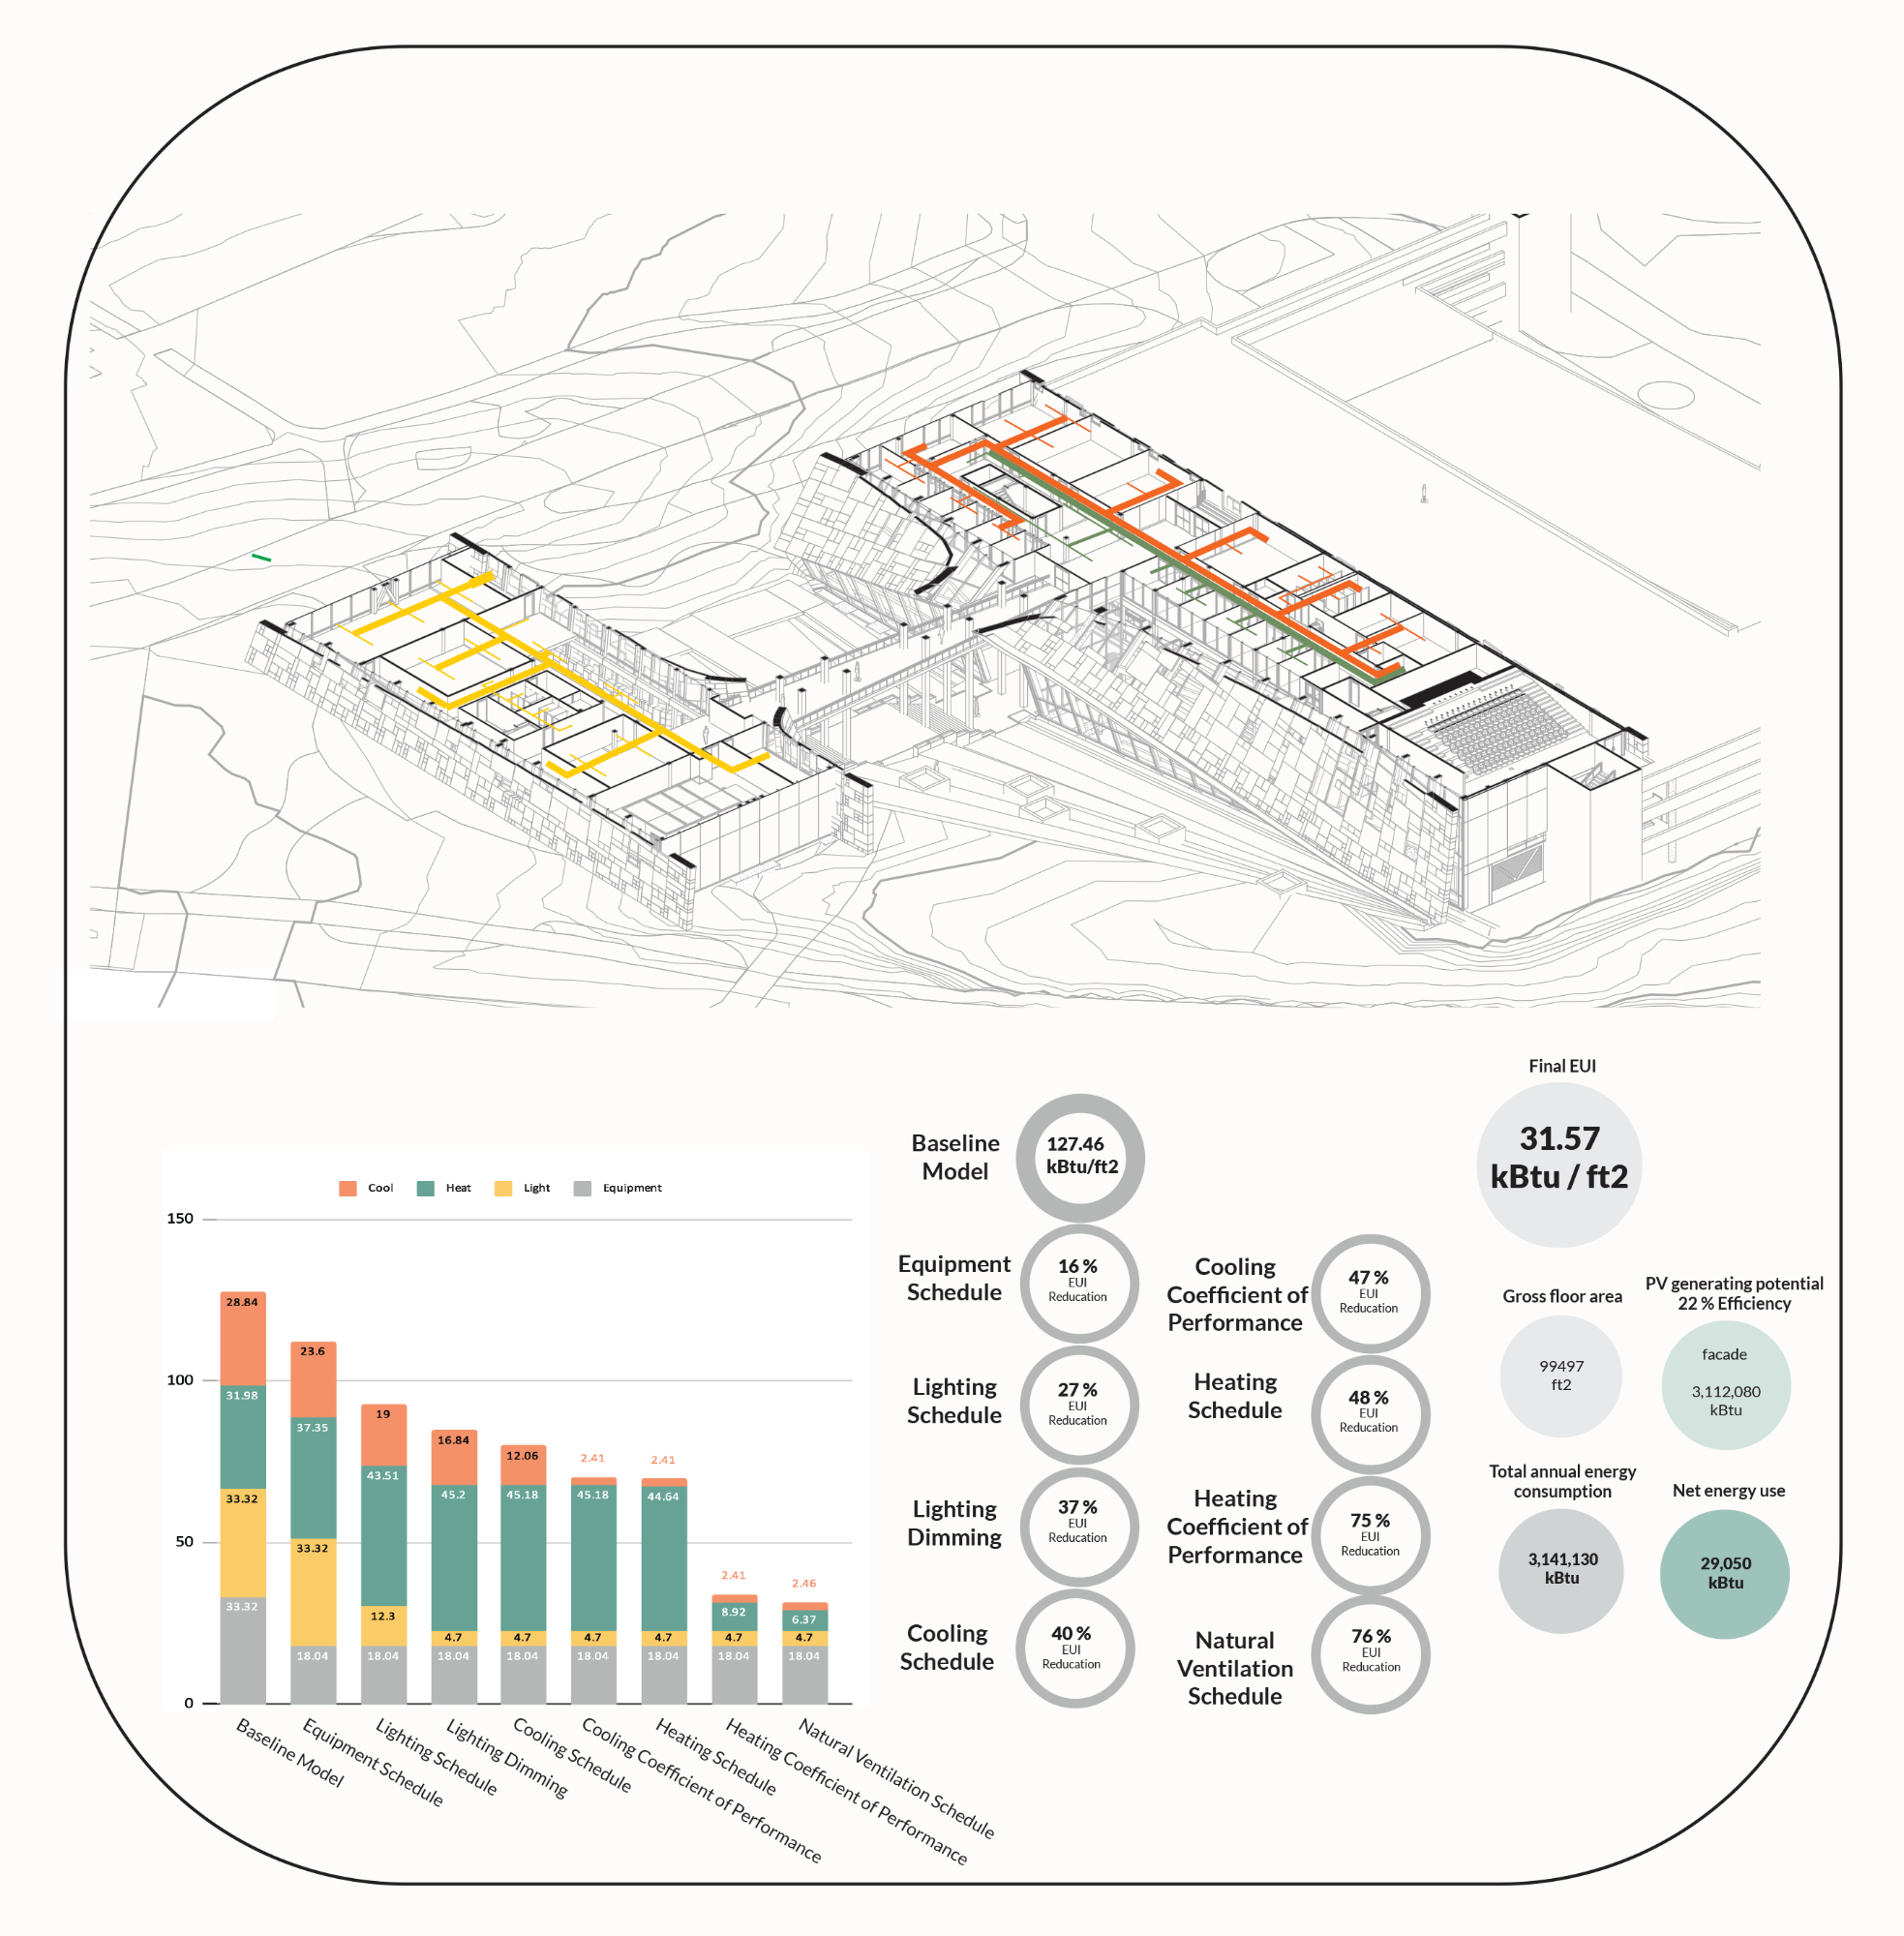 Cool
Heat
Light
Equipment
150
100
50
0
28.84
31.98
33.32
33.32
23.6
37.35
33.32
18.04
19
43.51
12.3
18.04
16.84
45.2
4.7
18.04
12.06
45.18
4.7
18.04
2.41
45.18
4.7
18.04
2.41
44.64
4.7
18.04
2.41
8.92
4.7
18.04
2.46
6.37
4.7
18.04
Baseline Model
Equipment Schedule
Lighting Schedule
Lighting Dimming
Cooling Schedule
Cooling Coefficient of Performance
Heating Schedule
Heating Coefficient of Performance
Natural Ventilation Schedule
Baseline
Model
127.46
kBtu/ft2
Equipment
Schedule
16 %
EUI
Reducation
Lighting
Schedule
27 %
EUI
Reducation
Lighting
Dimming
37 %
EUI
Reducation
Cooling
Schedule
40 %
EUI
Reducation
Cooling
Coefficient of
Performance
47 %
EUI
Reducation
Heating
Schedule
48 %
EUI
Reducation
Heating
Coefficient of
Performance
75 %
EUI
Reducation
Natural
Ventilation
Schedule
76 %
EUI
Reducation
Final EUI
31.57
kBtu / ft2
Gross floor area
99497
ft2
PV generating potential
22 % Efficiency
facade
3,112,080
kBtu
Total annual energy
consumption
3,141,130
kBtu
Net energy use
29,050
kBtu